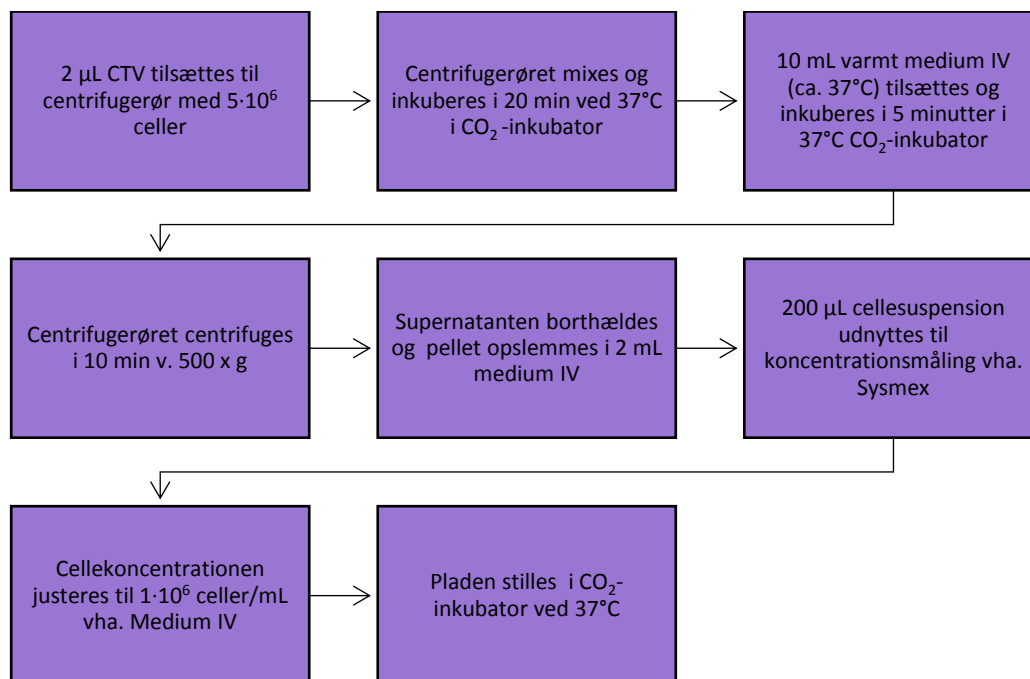 2 µL CTV tilsættes til
centrifugerør med 5·10⁶
celler
Centrifugerøret mixes og
inkuberes i 20 min ved 37°C
i CO₂ -inkubator
10 mL varmt medium IV
(ca. 37°C) tilsættes og
inkuberes i 5 minutter i
37°C CO₂-inkubator
Centrifugerøret centrifuges
i 10 min v. 500 x g
Supernatanten borthældes
og pellet opslemmes i 2 mL
medium IV
200 µL cellesuspension
udnyttes til
koncentrationsmåling vha.
Sysmex
Cellekoncentrationen
justeres til 1·10⁶ celler/mL
vha. Medium IV
Pladen stilles i CO₂-
inkubator ved 37°C